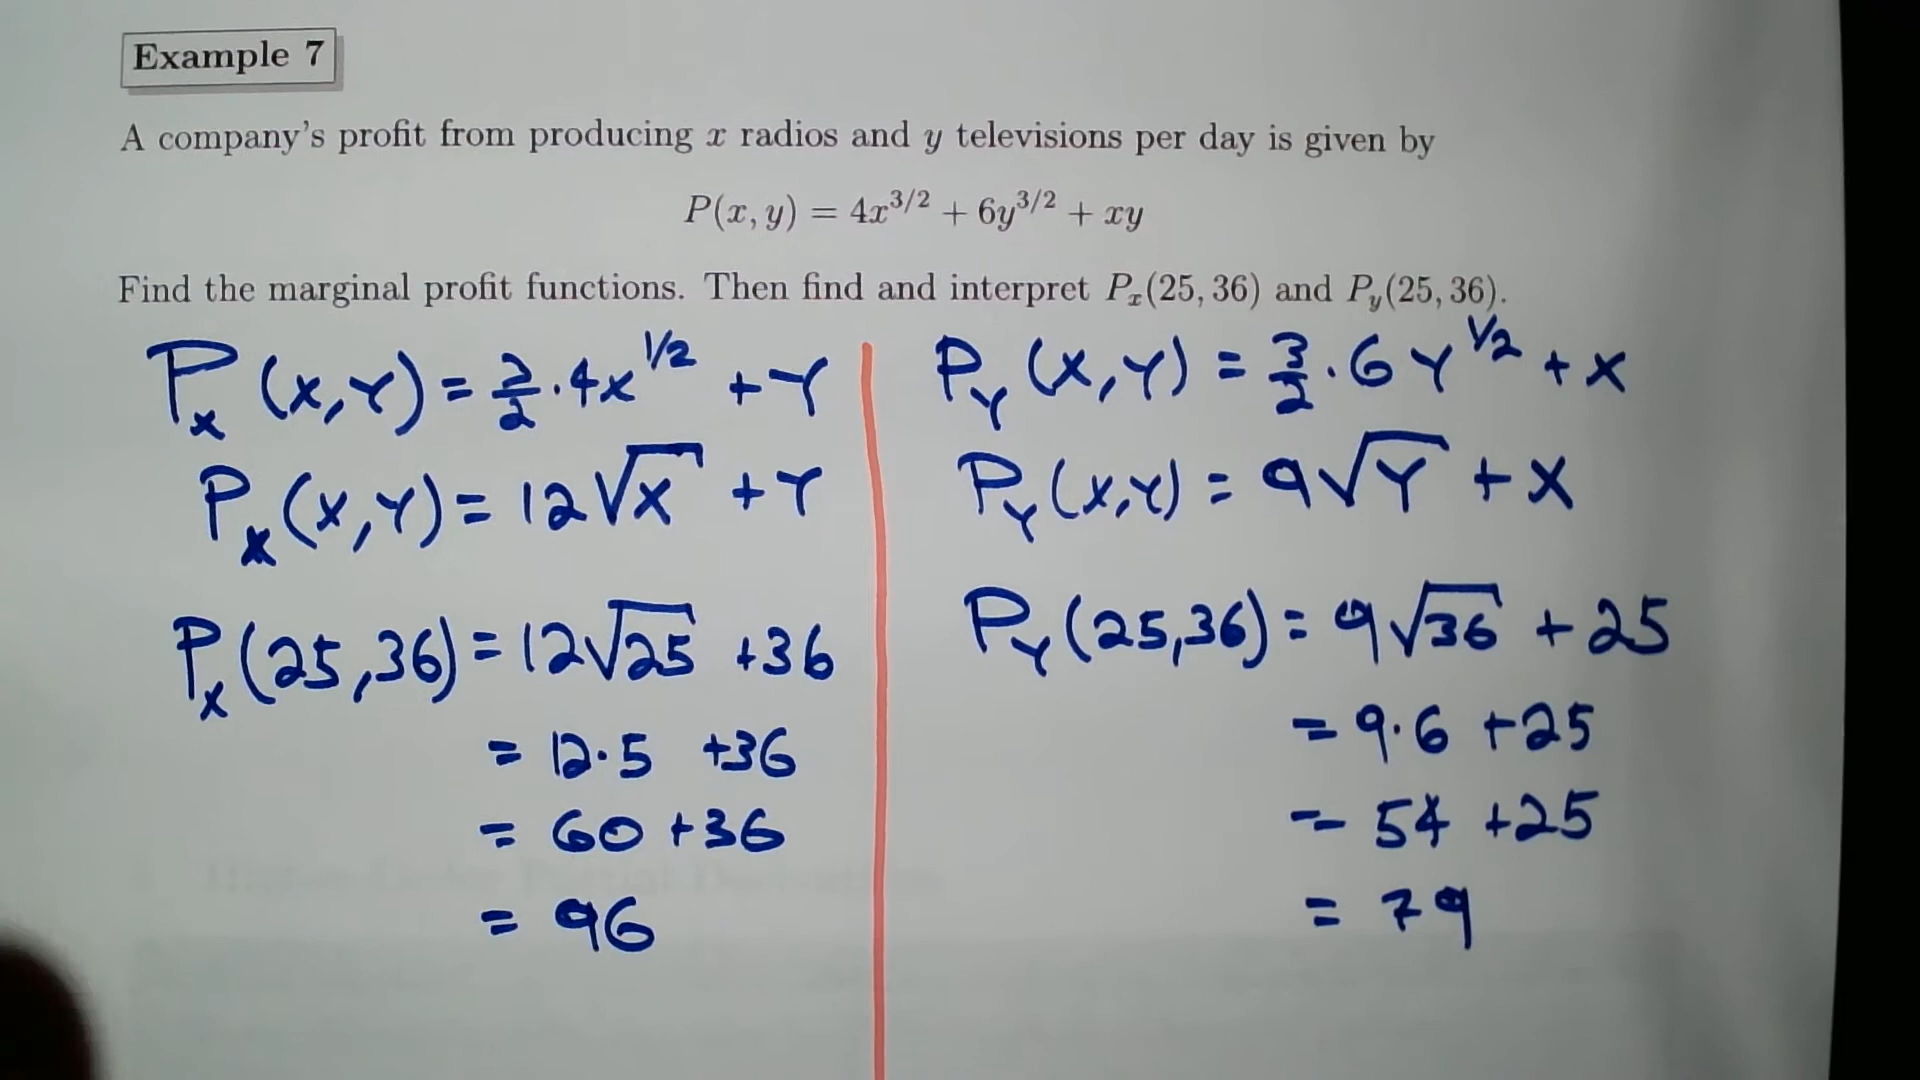 Example 7
A company's profit from producing x radios and y televisions per day is given by
P(x, y) = 4x^{3/2} + 6y^{3/2} + xy
Find the marginal profit functions. Then find and interpret P_x(25, 36) and P_y(25, 36).
P_x (x,y) = 3/2 · 4x^{1/2} + y
P_x (x,y) = 12√x + y
P_x (25,36) = 12√25 + 36
= 12·5 + 36
= 60 + 36
= 96
P_y (x,y) = 3/2 · 6y^{1/2} + x
P_y (x,y) = 9√y + x
P_y (25,36) = 9√36 + 25
= 9·6 + 25
= 54 + 25
= 79